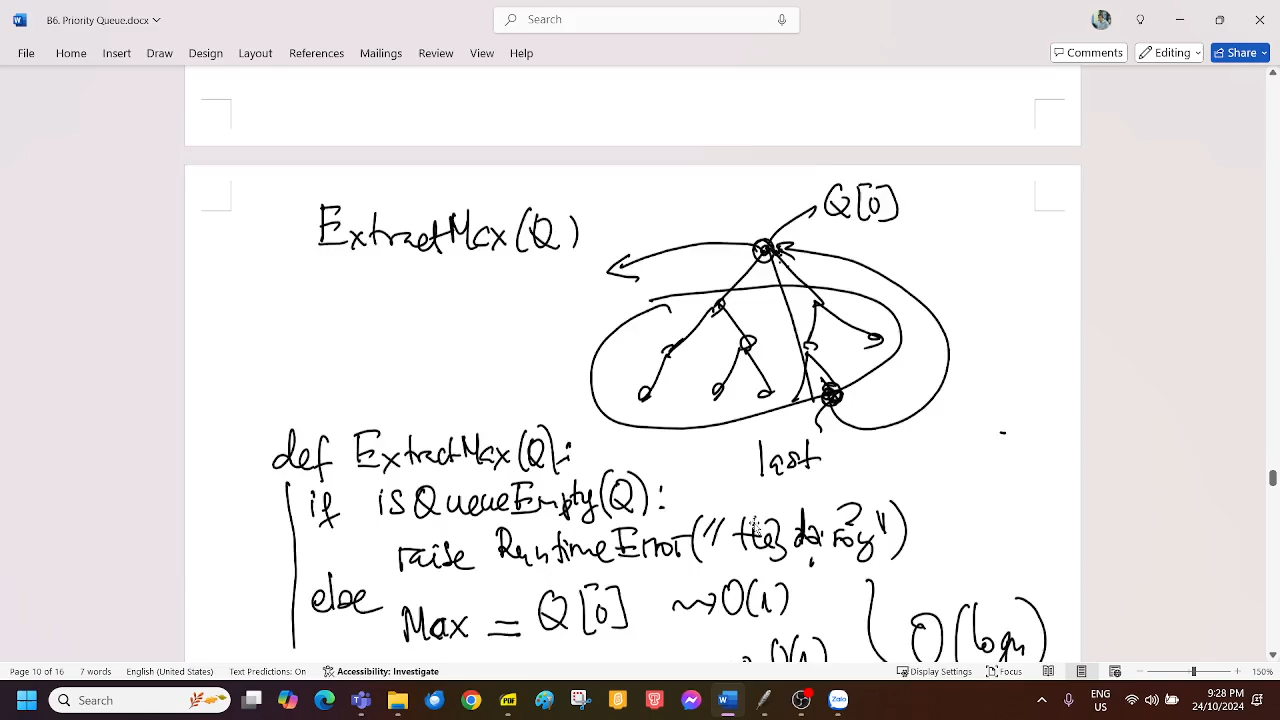 B6. Priority Queue.docx
Search
File Home Insert Draw Design Layout References Mailings Review View Help
Comments Editing Share
Q[0]
ExtractMax(Q)
last
def ExtractMax(Q):
if isQueueEmpty(Q):
raise RuntimeError("
else
Max = Q[0] ⇝ O(1)
O(1)
O(logn)
Page 10 of 16 7 words English (United States) Text Predictions: On Accessibility: Investigate Display Settings Focus 150%
Search
ENG
US
9:28 PM
24/10/2024